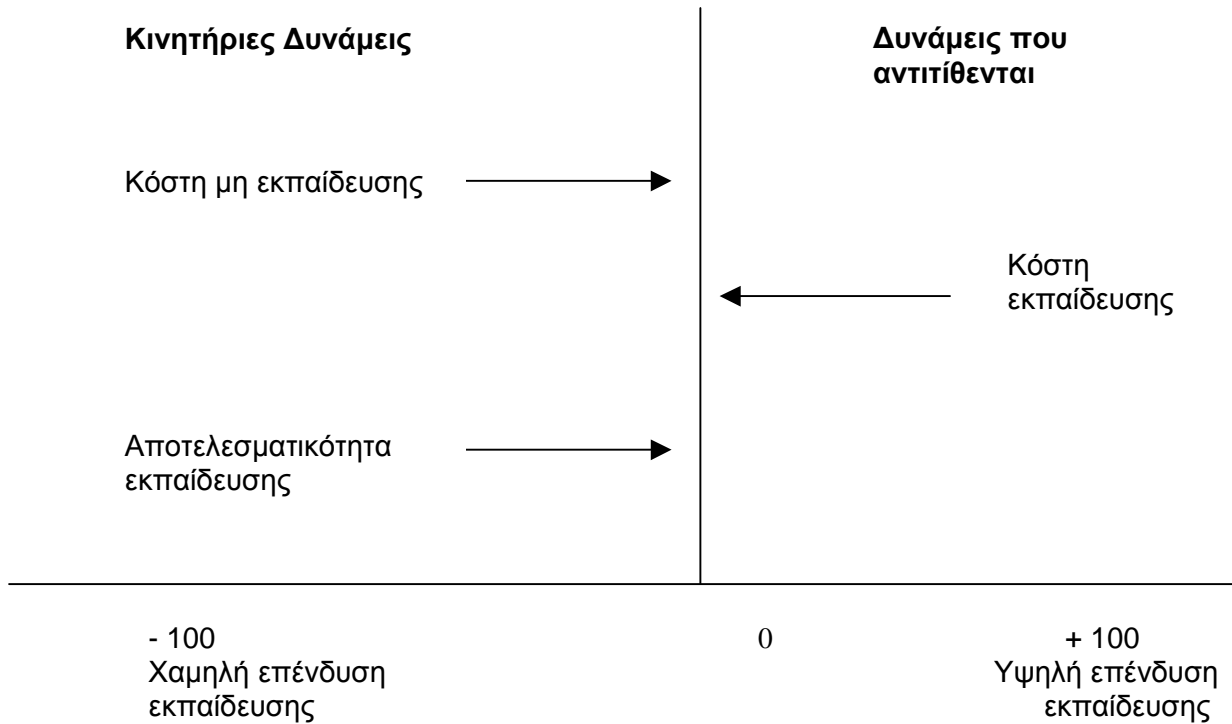 Κινητήριες Δυνάμεις
Δυνάμεις που
αντιτίθενται
Κόστη μη εκπαίδευσης
Κόστη
εκπαίδευσης
Αποτελεσματικότητα
εκπαίδευσης
- 100
Χαμηλή επένδυση
εκπαίδευσης
0
+ 100
Υψηλή επένδυση
εκπαίδευσης